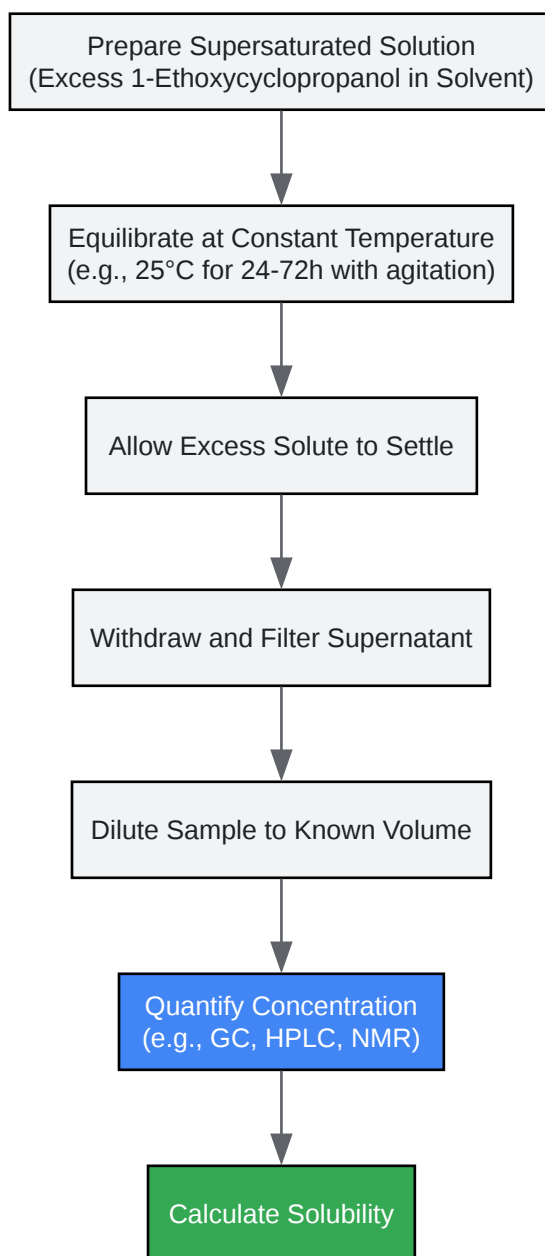 Prepare Supersaturated Solution
(Excess 1-Ethoxycyclopropanol in Solvent)
Equilibrate at Constant Temperature
(e.g., 25°C for 24-72h with agitation)
Allow Excess Solute to Settle
Withdraw and Filter Supernatant
Dilute Sample to Known Volume
Quantify Concentration
(e.g., GC, HPLC, NMR)
Calculate Solubility